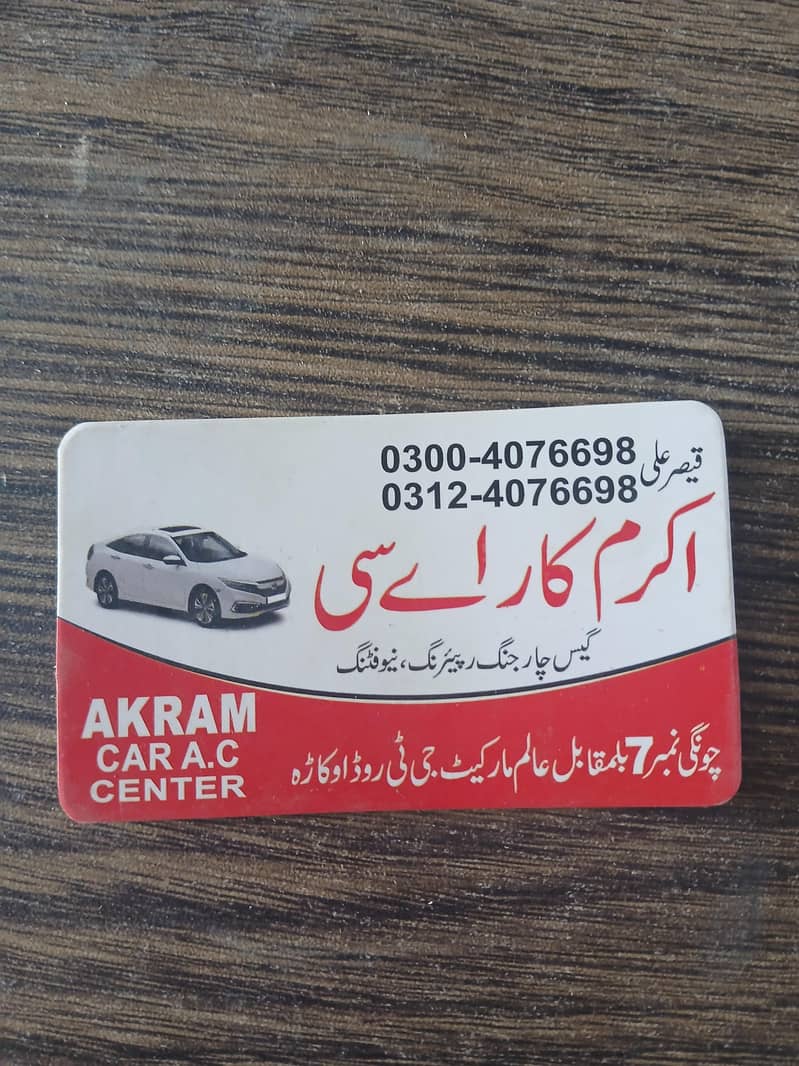 0300-4076698 قیصر علی
0312-4076698
اکرم کار اے سی
گیس چارجنگ رپیئرنگ، نیو فٹنگ
AKRAM
CAR A.C
CENTER
چونگی نمبر 7 بلمقابل عالم مارکیٹ جی ٹی روڈ اوکاڑہ